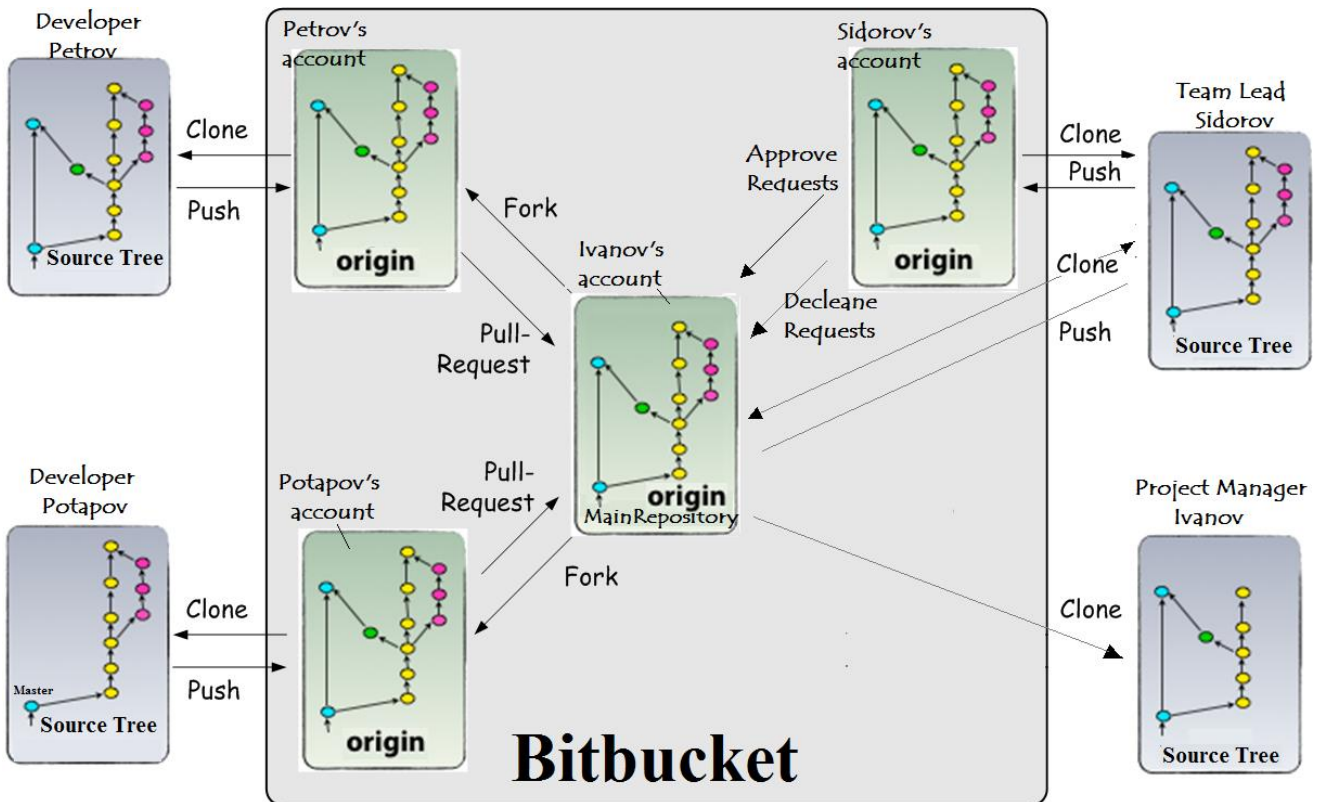 Developer
Petrov
Source Tree
Clone
Push
Petrov's
account
origin
Fork
Pull-
Request
Sidorov's
account
origin
Approve
Requests
Decleane
Requests
Clone
Push
Team Lead
Sidorov
Source Tree
Clone
Push
Ivanov's
account
origin
MainRepository
Developer
Potapov
Master
Source Tree
Clone
Push
Potapov's
account
origin
Pull-
Request
Fork
Project Manager
Ivanov
Source Tree
Clone
Bitbucket